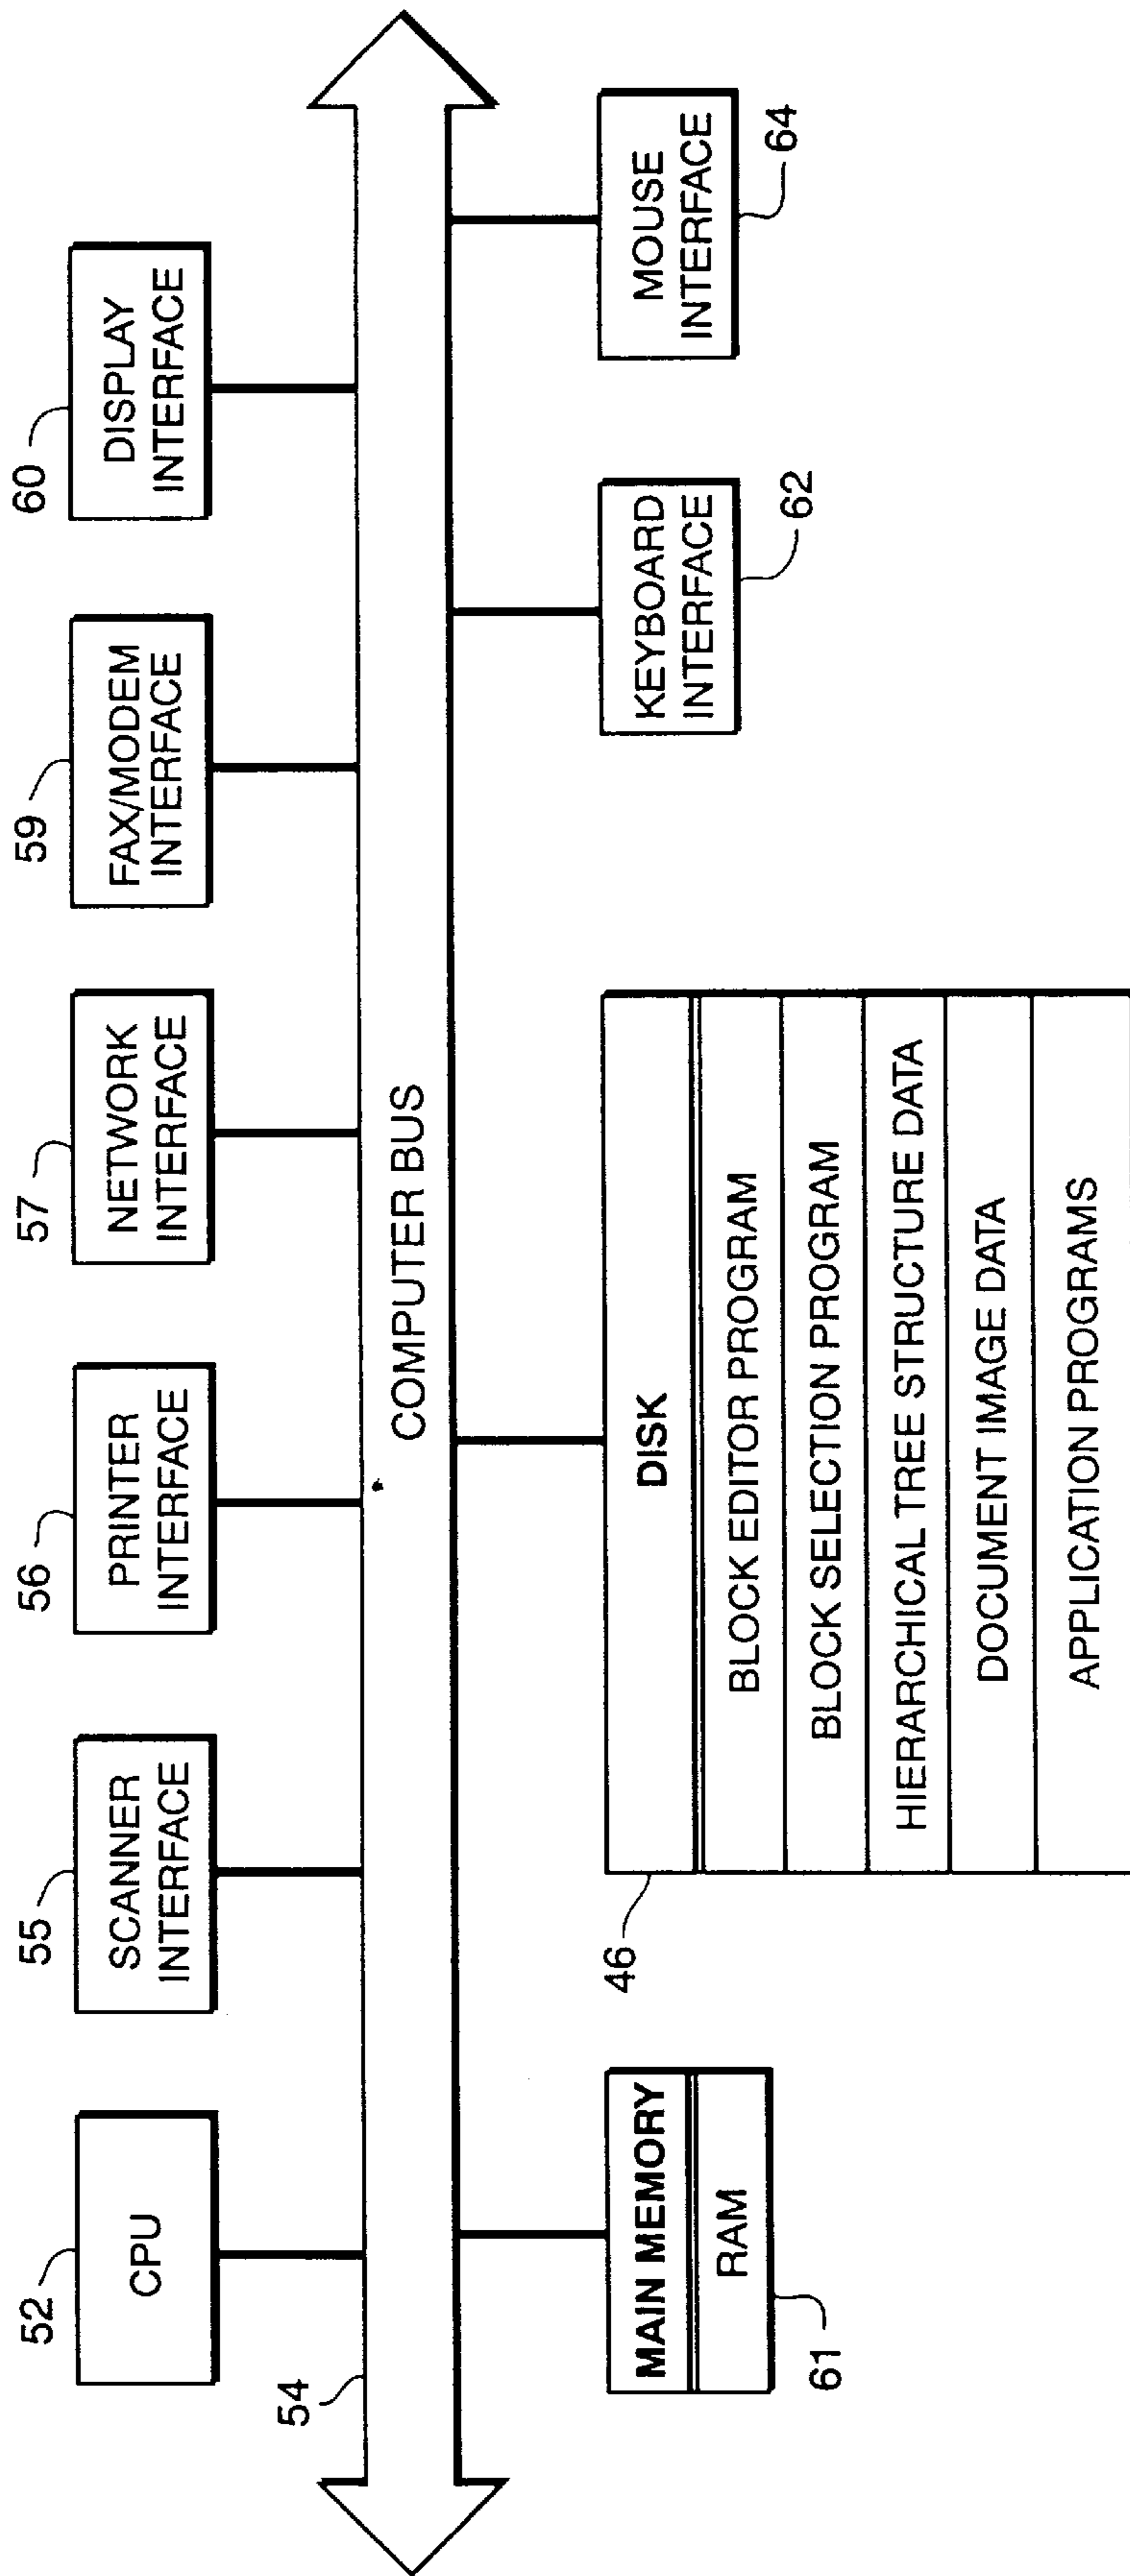 52
CPU
55
SCANNER
INTERFACE
56
PRINTER
INTERFACE
57
NETWORK
INTERFACE
59
FAX/MODEM
INTERFACE
60
DISPLAY
INTERFACE
54
COMPUTER BUS
MAIN MEMORY
RAM
61
46
DISK
BLOCK EDITOR PROGRAM
BLOCK SELECTION PROGRAM
HIERARCHICAL TREE STRUCTURE DATA
DOCUMENT IMAGE DATA
APPLICATION PROGRAMS
KEYBOARD
INTERFACE
62
MOUSE
INTERFACE
64